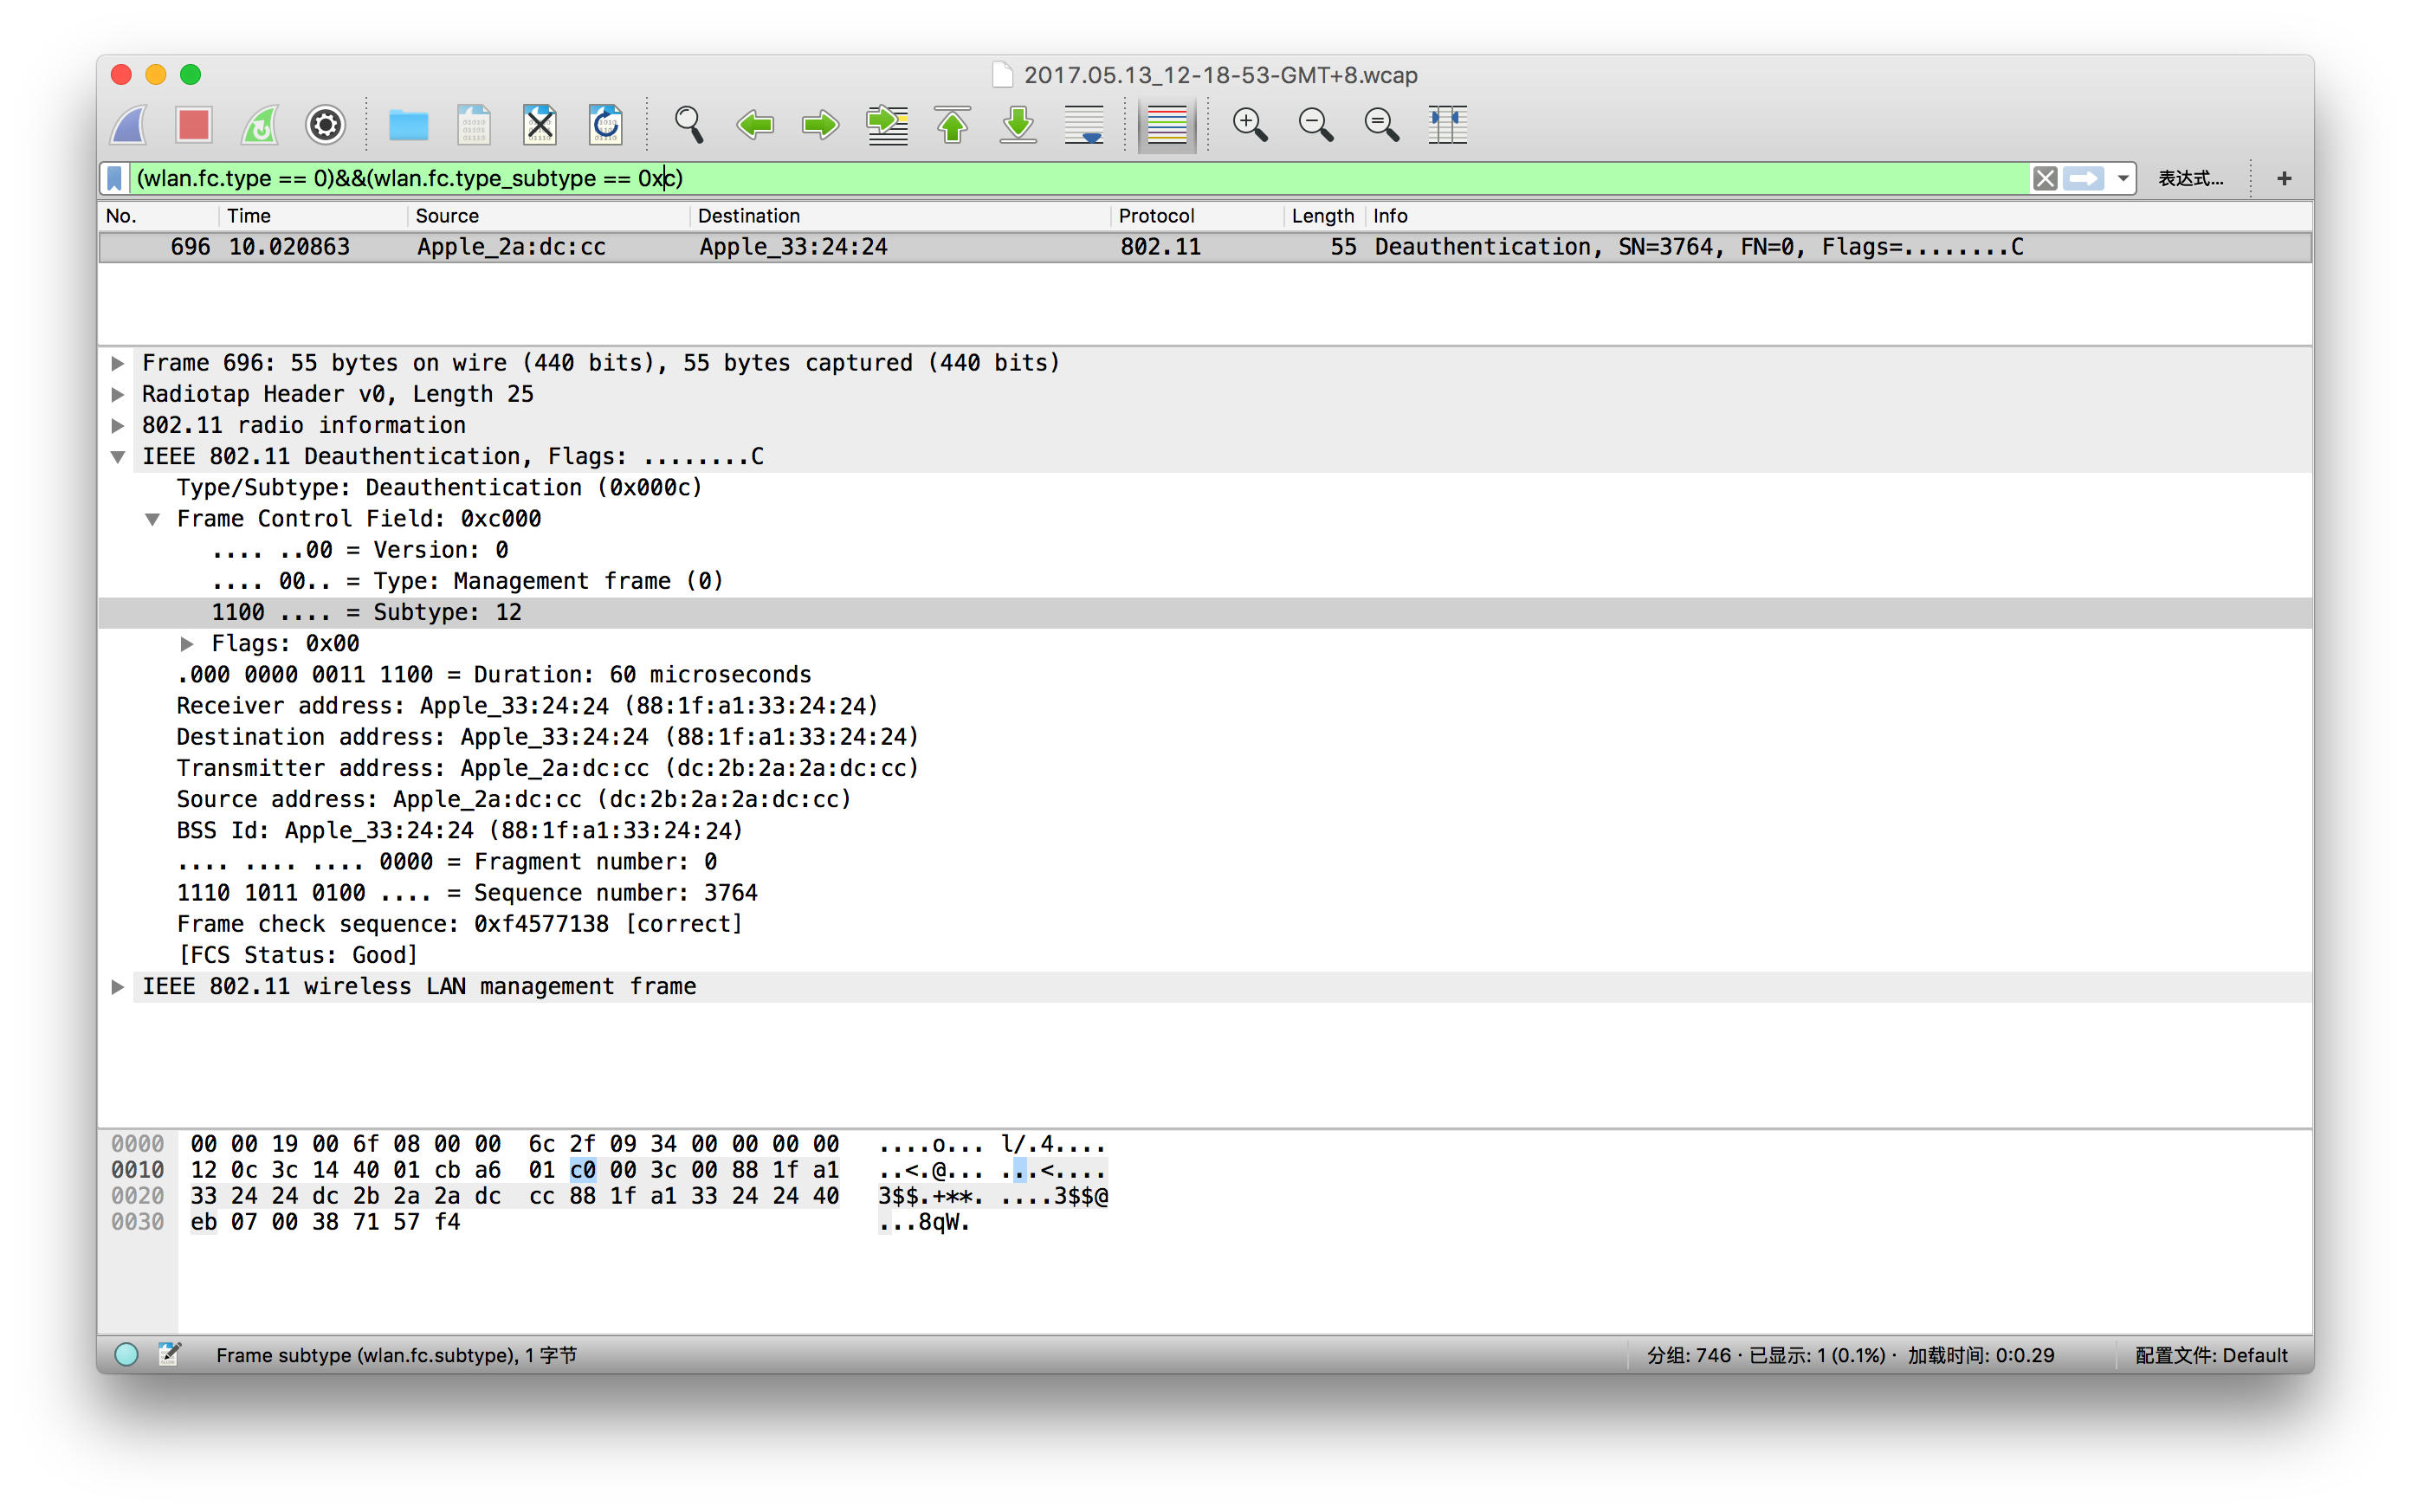 2017.05.13_12-18-53-GMT+8.wcap
(wlan.fc.type == 0)&&(wlan.fc.type_subtype == 0xc) 表达式… +
No. Time Source Destination Protocol Length Info
696 10.020863 Apple_2a:dc:cc Apple_33:24:24 802.11 55 Deauthentication, SN=3764, FN=0, Flags=........C
Frame 696: 55 bytes on wire (440 bits), 55 bytes captured (440 bits)
Radiotap Header v0, Length 25
802.11 radio information
IEEE 802.11 Deauthentication, Flags: ........C
Type/Subtype: Deauthentication (0x000c)
Frame Control Field: 0xc000
.... ..00 = Version: 0
.... 00.. = Type: Management frame (0)
1100 .... = Subtype: 12
Flags: 0x00
.000 0000 0011 1100 = Duration: 60 microseconds
Receiver address: Apple_33:24:24 (88:1f:a1:33:24:24)
Destination address: Apple_33:24:24 (88:1f:a1:33:24:24)
Transmitter address: Apple_2a:dc:cc (dc:2b:2a:2a:dc:cc)
Source address: Apple_2a:dc:cc (dc:2b:2a:2a:dc:cc)
BSS Id: Apple_33:24:24 (88:1f:a1:33:24:24)
.... .... .... 0000 = Fragment number: 0
1110 1011 0100 .... = Sequence number: 3764
Frame check sequence: 0xf4577138 [correct]
[FCS Status: Good]
IEEE 802.11 wireless LAN management frame
0000 00 00 19 00 6f 08 00 00 6c 2f 09 34 00 00 00 00 ....o... l/.4....
0010 12 0c 3c 14 40 01 cb a6 01 c0 00 3c 00 88 1f a1 ..<.@... ...<....
0020 33 24 24 dc 2b 2a 2a dc cc 88 1f a1 33 24 24 40 3$$.+**. ....3$$@
0030 eb 07 00 38 71 57 f4 ...8qW.
Frame subtype (wlan.fc.subtype), 1 字节 分组: 746 · 已显示: 1 (0.1%) · 加载时间: 0:0.29 配置文件: Default